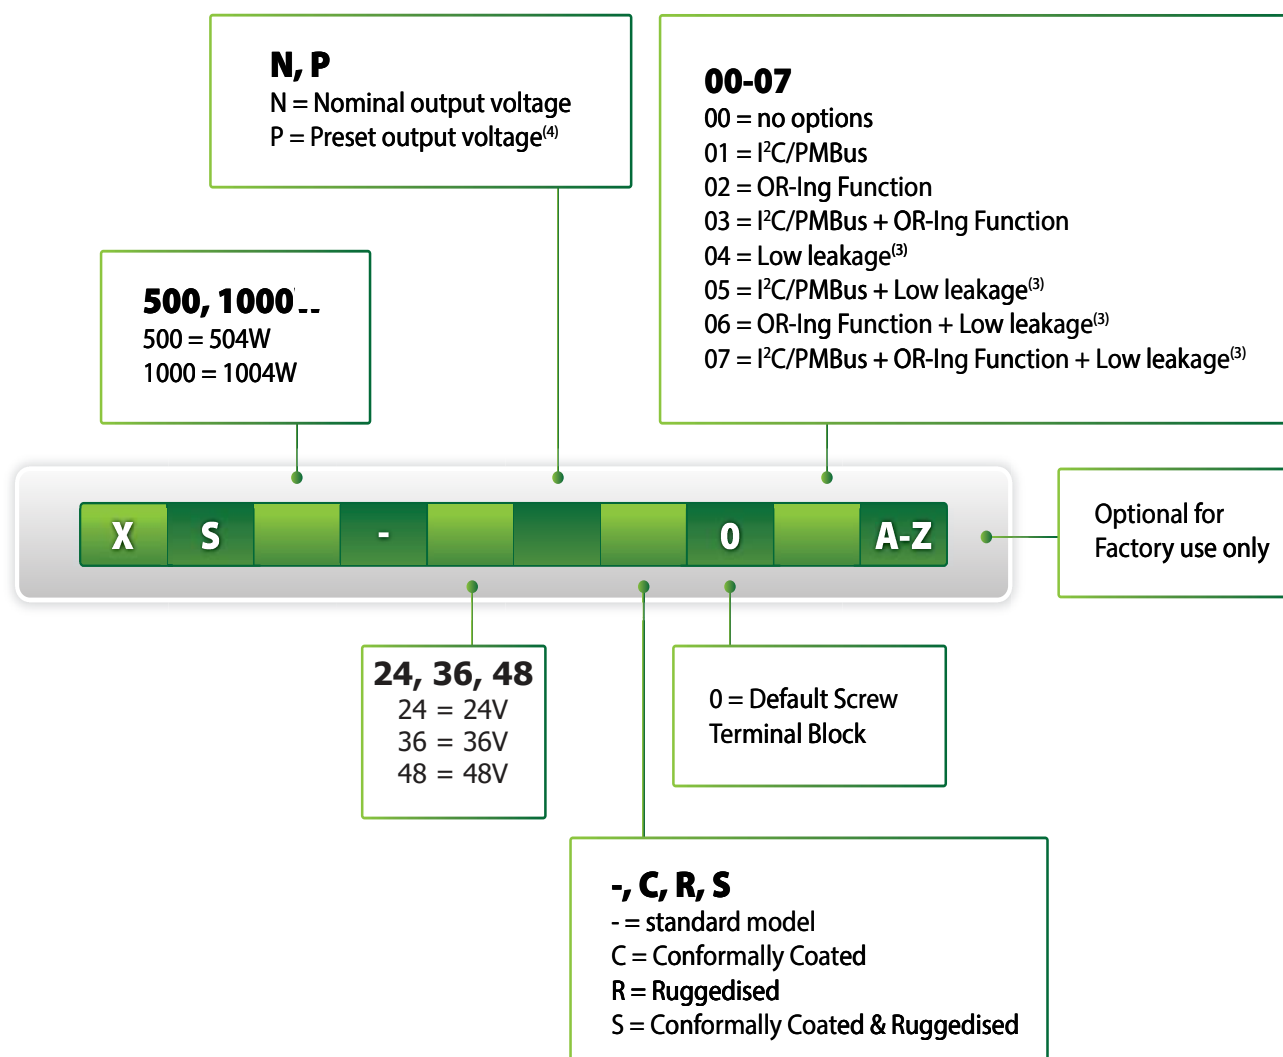 N, P
N = Nominal output voltage
P = Preset output voltage(4)
00-07
00 = no options
01 = I²C/PMBus
02 = OR-Ing Function
03 = I²C/PMBus + OR-Ing Function
04 = Low leakage(3)
05 = I²C/PMBus + Low leakage(3)
06 = OR-Ing Function + Low leakage(3)
07 = I²C/PMBus + OR-Ing Function + Low leakage(3)
500, 1000'--
500 = 504W
1000 = 1004W
X S - 0 A-Z
Optional for
Factory use only
24, 36, 48
24 = 24V
36 = 36V
48 = 48V
0 = Default Screw
Terminal Block
-, C, R, S
- = standard model
C = Conformally Coated
R = Ruggedised
S = Conformally Coated & Ruggedised